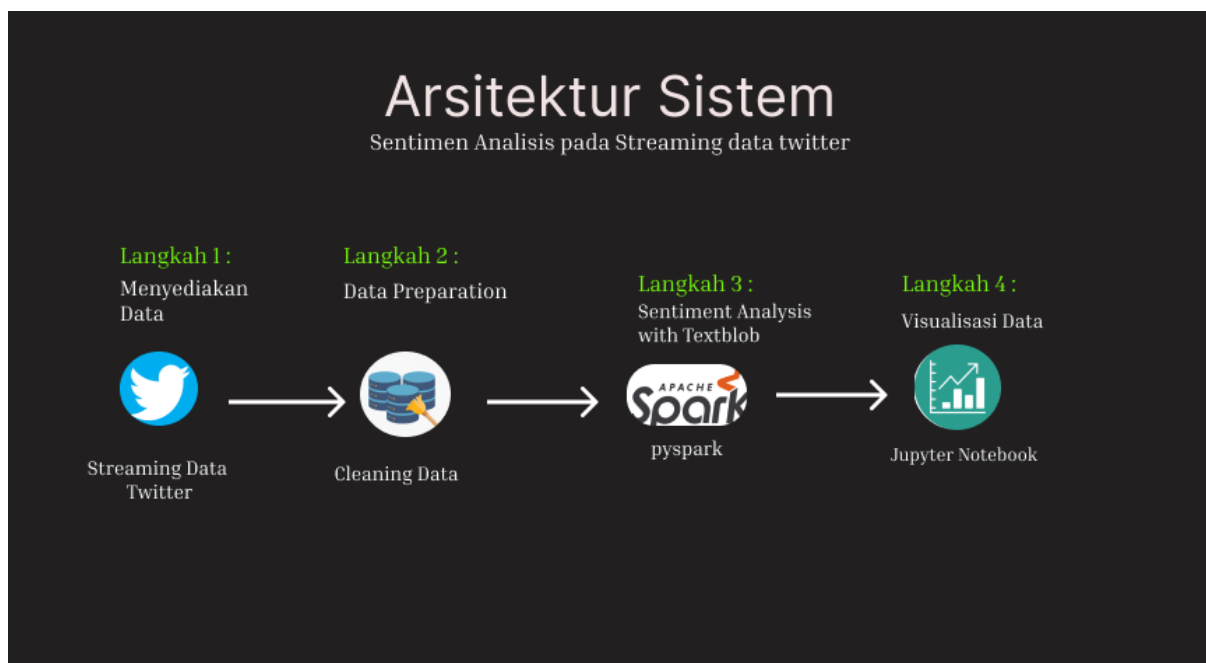 Arsitektur Sistem
Sentimen Analisis pada Streaming data twitter
Langkah 1 :
Menyediakan
Data
Streaming Data
Twitter
Langkah 2 :
Data Preparation
Cleaning Data
Langkah 3 :
Sentiment Analysis
with Textblob
APACHE
Spark
pyspark
Langkah 4 :
Visualisasi Data
Jupyter Notebook